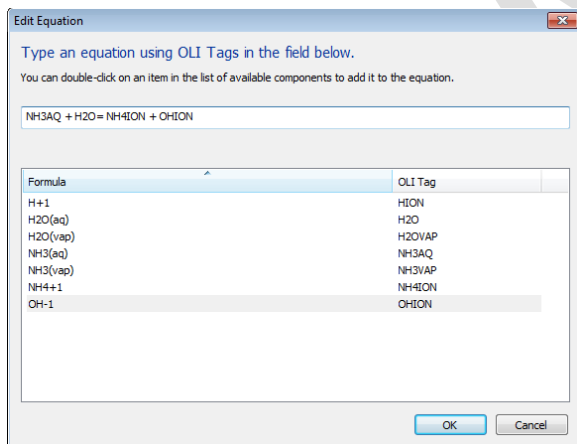 Edit Equation
Type an equation using OLI Tags in the field below.
You can double-click on an item in the list of available components to add it to the equation.
NH3AQ + H2O= NH4ION + OHION
Formula OLI Tag
H+1 HION
H2O(aq) H2O
H2O(vap) H2OVAP
NH3(aq) NH3AQ
NH3(vap) NH3VAP
NH4+1 NH4ION
OH-1 OHION
OK Cancel